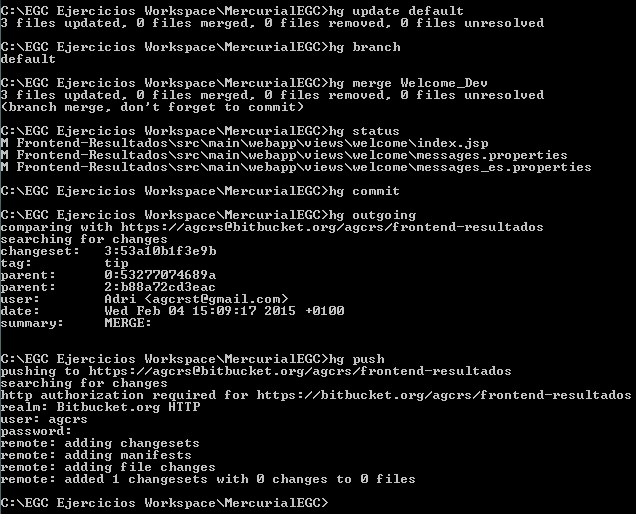 C:\EGC Ejercicios Workspace\MercurialEGC>hg update default
3 files updated, 0 files merged, 0 files removed, 0 files unresolved
C:\EGC Ejercicios Workspace\MercurialEGC>hg branch
default
C:\EGC Ejercicios Workspace\MercurialEGC>hg merge Welcome_Dev
3 files updated, 0 files merged, 0 files removed, 0 files unresolved
(branch merge, don't forget to commit)
C:\EGC Ejercicios Workspace\MercurialEGC>hg status
M Frontend-Resultados\src\main\webapp\views\welcome\index.jsp
M Frontend-Resultados\src\main\webapp\views\welcome\messages.properties
M Frontend-Resultados\src\main\webapp\views\welcome\messages_es.properties
C:\EGC Ejercicios Workspace\MercurialEGC>hg commit
C:\EGC Ejercicios Workspace\MercurialEGC>hg outgoing
comparing with https://agcrs@bitbucket.org/agcrs/frontend-resultados
searching for changes
changeset:   3:53a10b1f3e9b
tag:         tip
parent:      0:53277074689a
parent:      2:b88a72cd3eac
user:        Adri <agcrst@gmail.com>
date:        Wed Feb 04 15:09:17 2015 +0100
summary:     MERGE:
C:\EGC Ejercicios Workspace\MercurialEGC>hg push
pushing to https://agcrs@bitbucket.org/agcrs/frontend-resultados
searching for changes
http authorization required for https://bitbucket.org/agcrs/frontend-resultados
realm: Bitbucket.org HTTP
user: agcrs
password:
remote: adding changesets
remote: adding manifests
remote: adding file changes
remote: added 1 changesets with 0 changes to 0 files
C:\EGC Ejercicios Workspace\MercurialEGC>